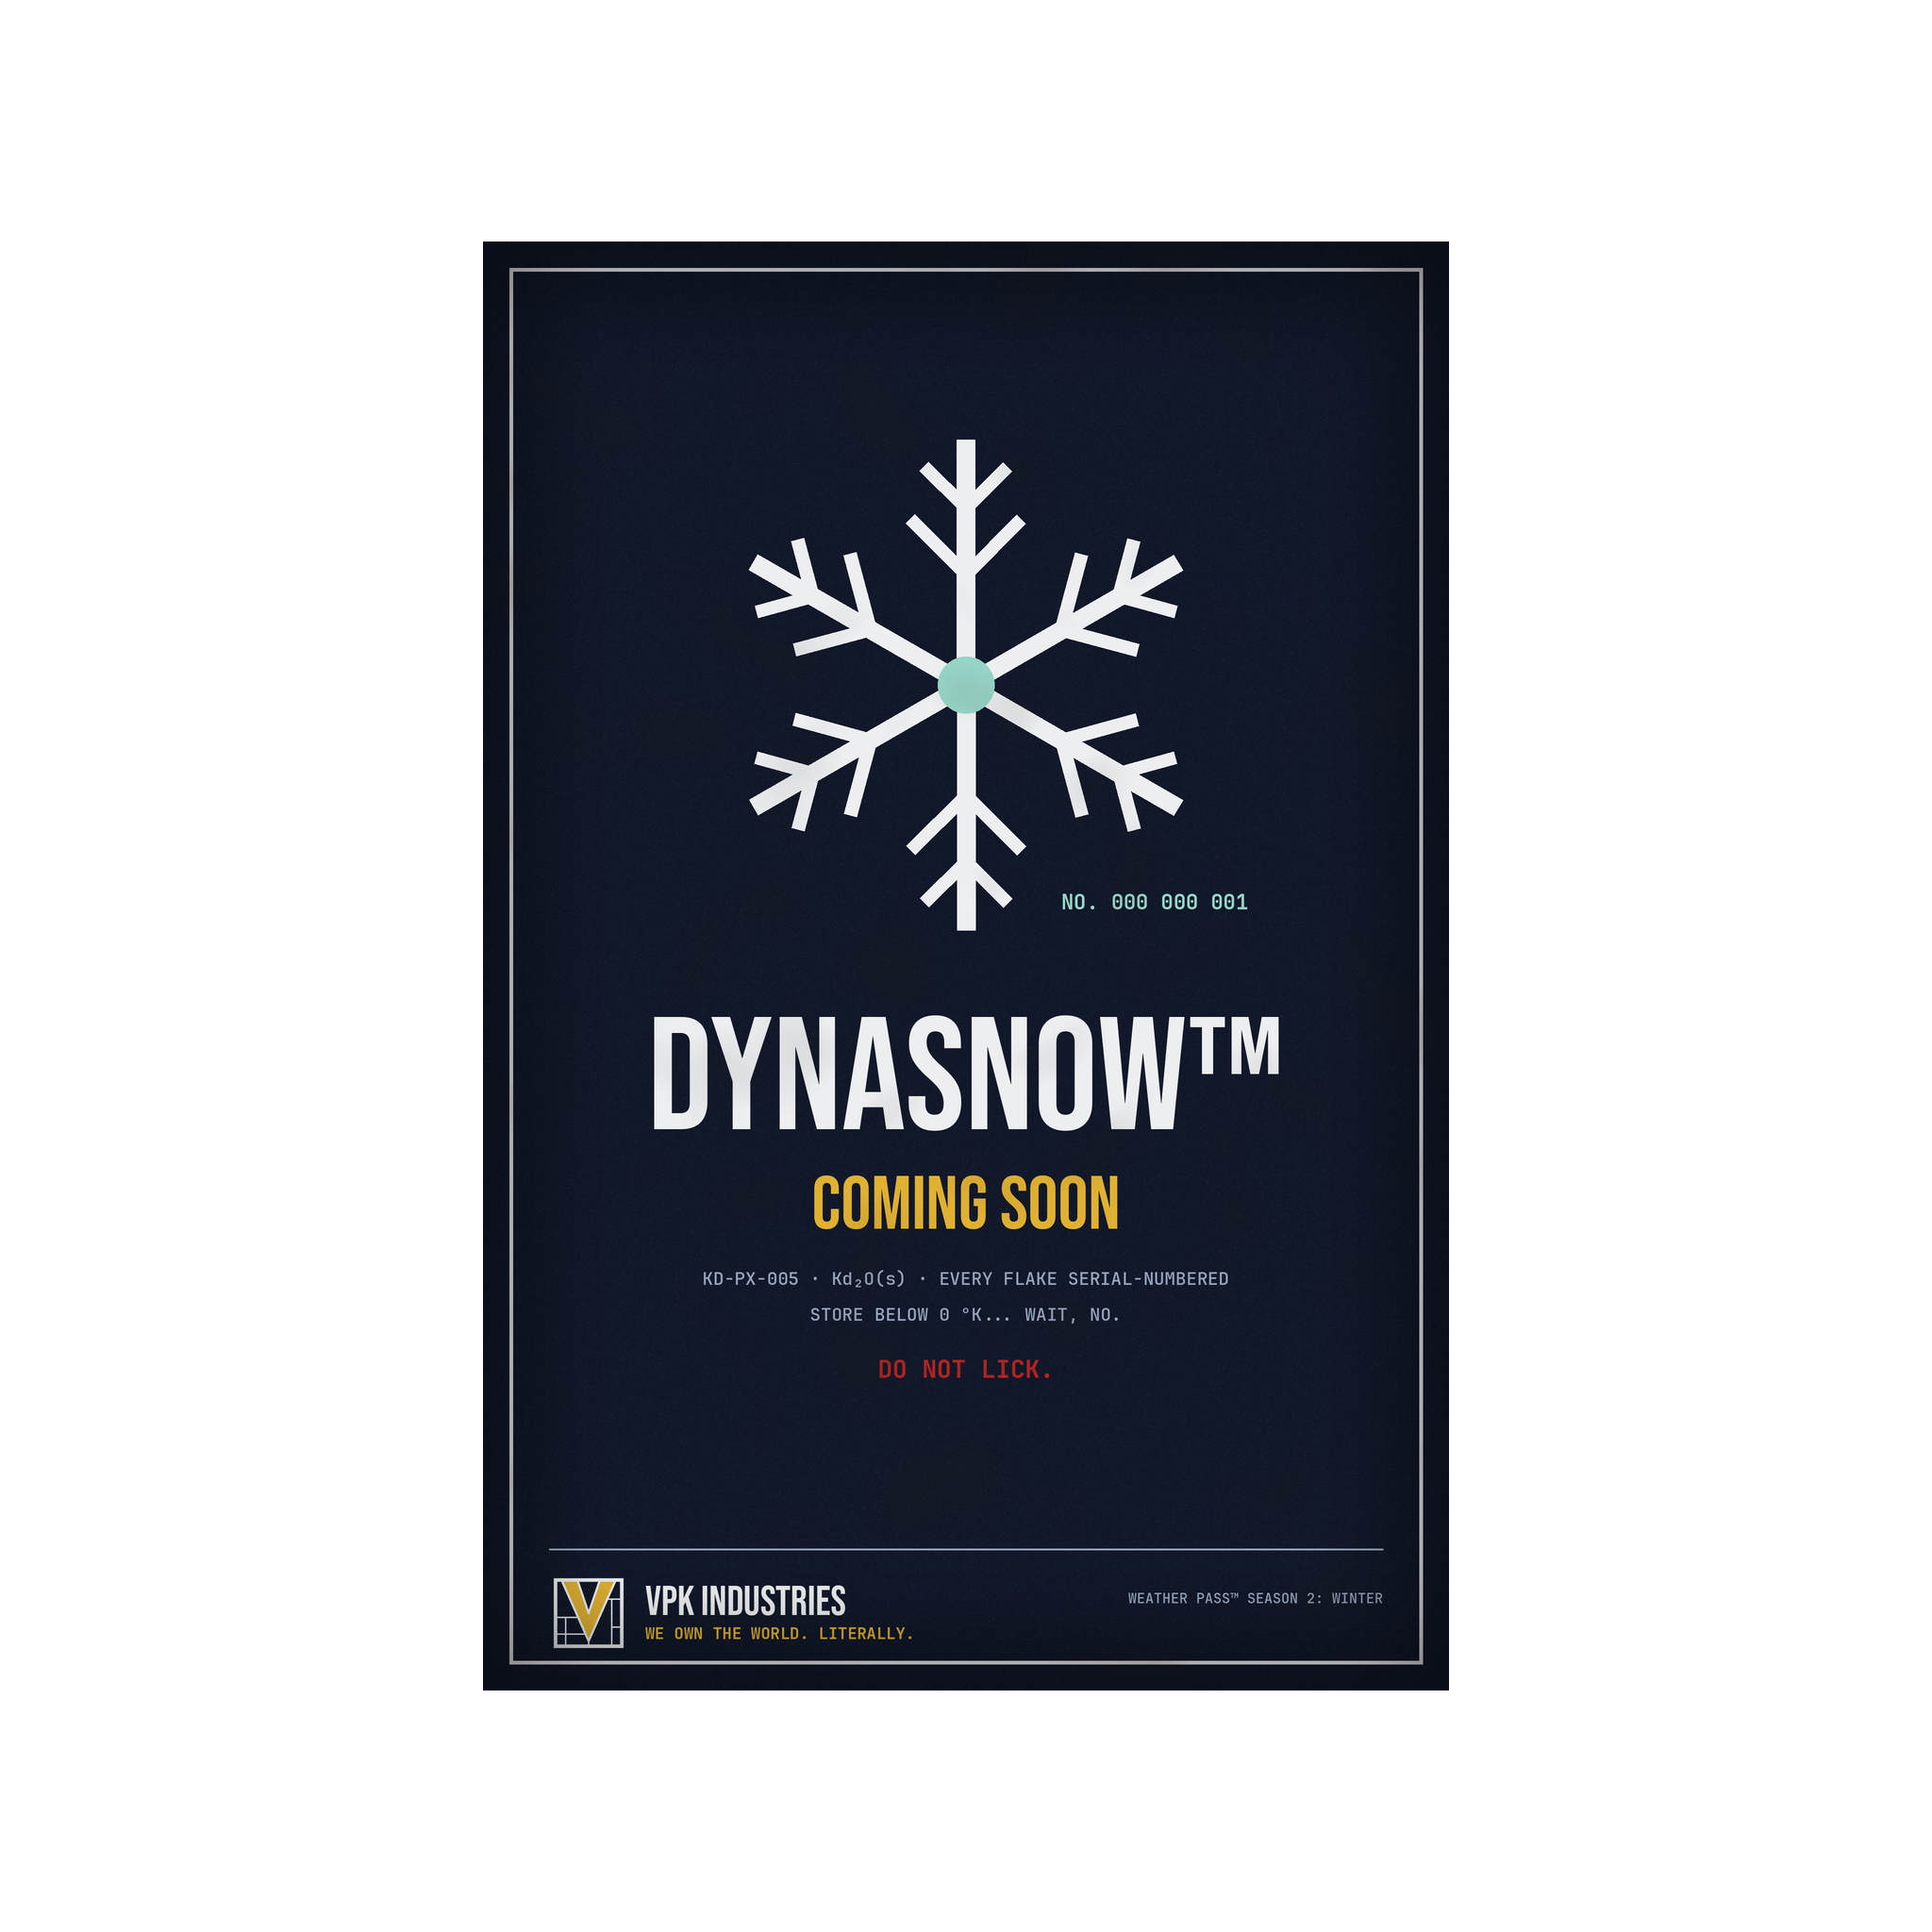 NO. 000 000 001
DYNASNOW™
COMING SOON
KD-PX-005 · Kd₂O(s) · EVERY FLAKE SERIAL-NUMBERED
STORE BELOW 0 °K... WAIT, NO.
DO NOT LICK.
V
VPK INDUSTRIES
WE OWN THE WORLD. LITERALLY.
WEATHER PASS™ SEASON 2: WINTER